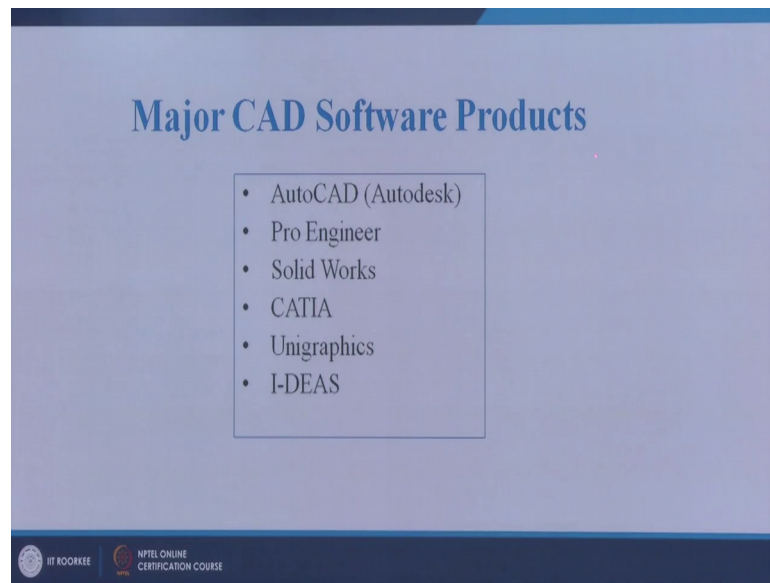 Major CAD Software Products
• AutoCAD (Autodesk)
• Pro Engineer
• Solid Works
• CATIA
• Unigraphics
• I-DEAS
IIT ROORKEE
NPTEL ONLINE
CERTIFICATION COURSE